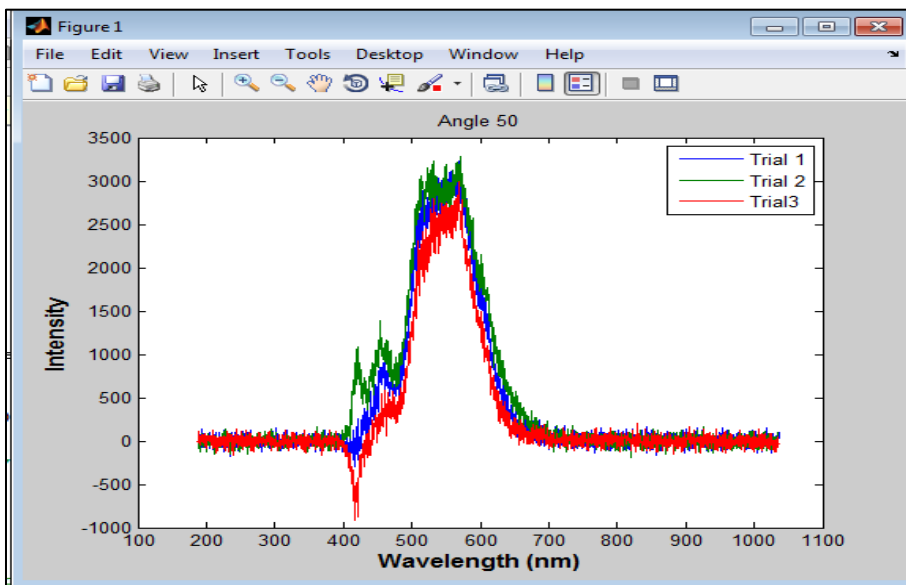 Figure 1
File Edit View Insert Tools Desktop Window Help
Angle 50
3500
3000
2500
2000
1500
1000
500
0
-500
-1000
Intensity
Trial 1
Trial 2
Trial3
100 200 300 400 500 600 700 800 900 1000 1100
Wavelength (nm)